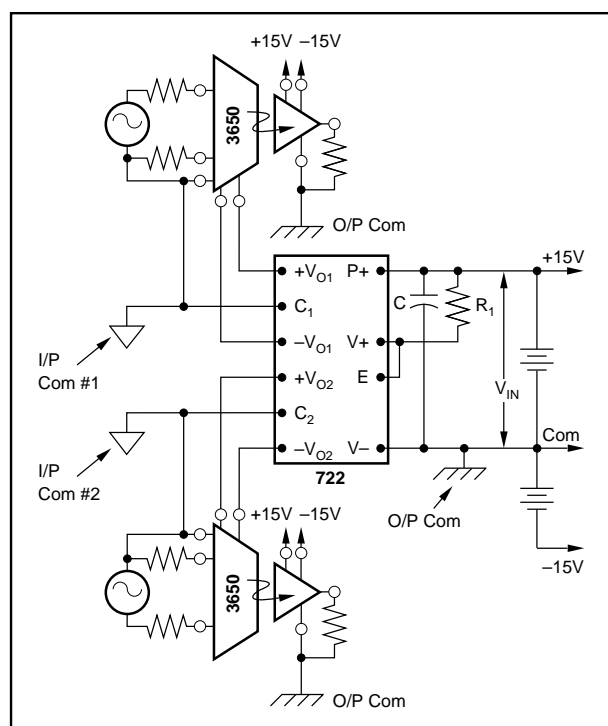 +15V –15V
3650
O/P Com
+VO1 P+
+15V
C1
C R1
I/P
Com #1
–VO1 V+
+VO2 E
VIN
C2
–VO2 V–
Com
I/P
Com #2
722
O/P Com
+15V –15V
–15V
3650
O/P Com